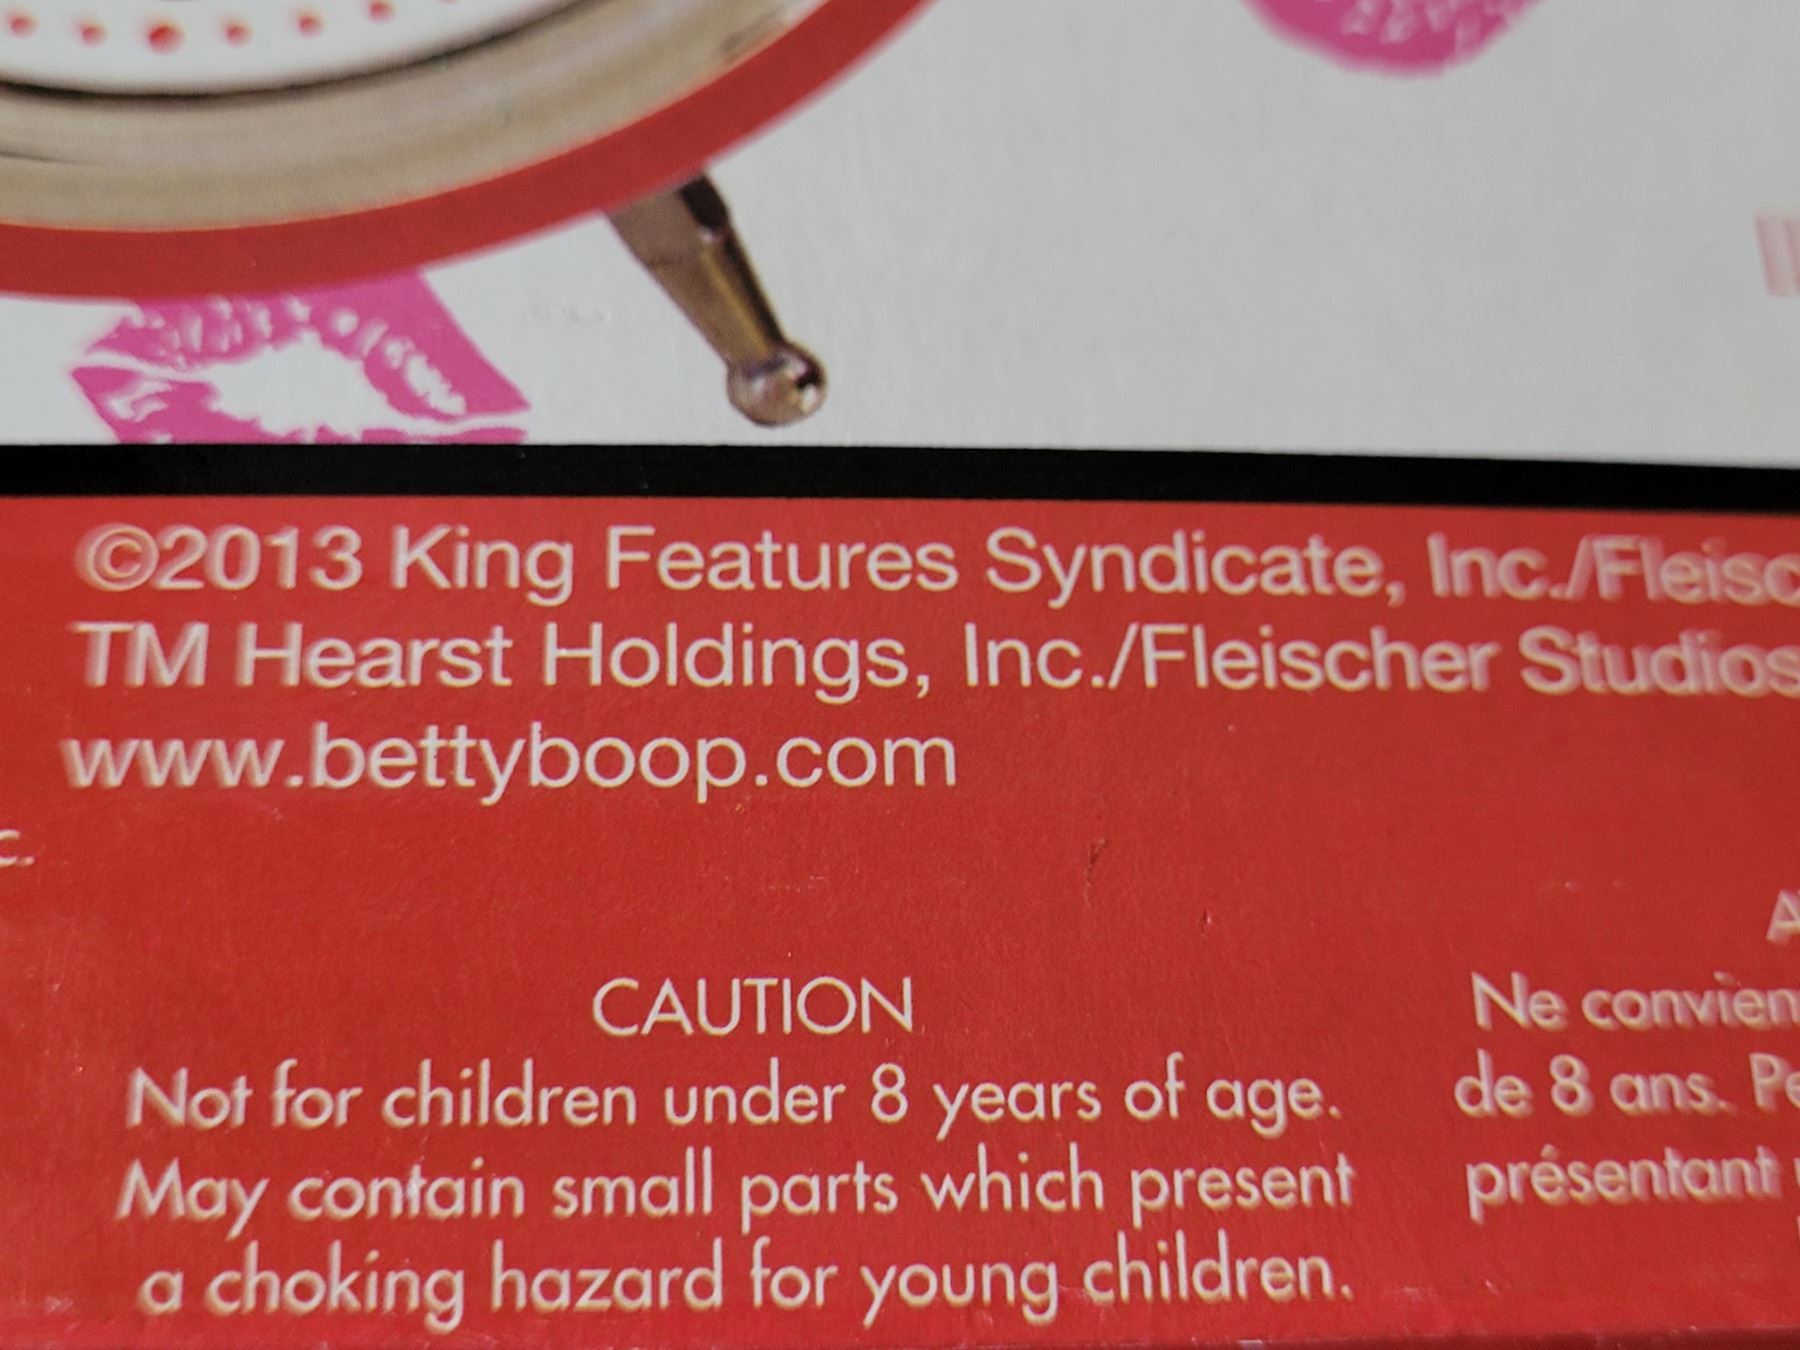 ©2013 King Features Syndicate, Inc./Fleisc
TM Hearst Holdings, Inc./Fleischer Studios
www.bettyboop.com
c.
CAUTION
Not for children under 8 years of age.
May contain small parts which present
a choking hazard for young children.
A
Ne convien
de 8 ans. Pe
présentant